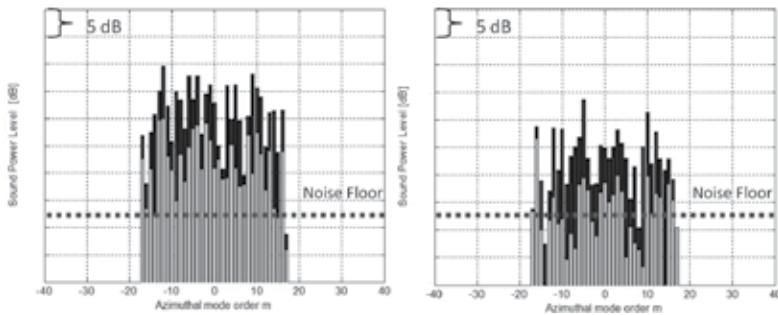 5 dB
Sound Power Level [dB]
Noise Floor
-40 -30 -20 -10 0 10 20 30 40
Azimuthal mode order m
5 dB
Sound Power Level [dB]
Noise Floor
-40 -30 -20 -10 0 10 20 30 40
Azimuthal mode order m